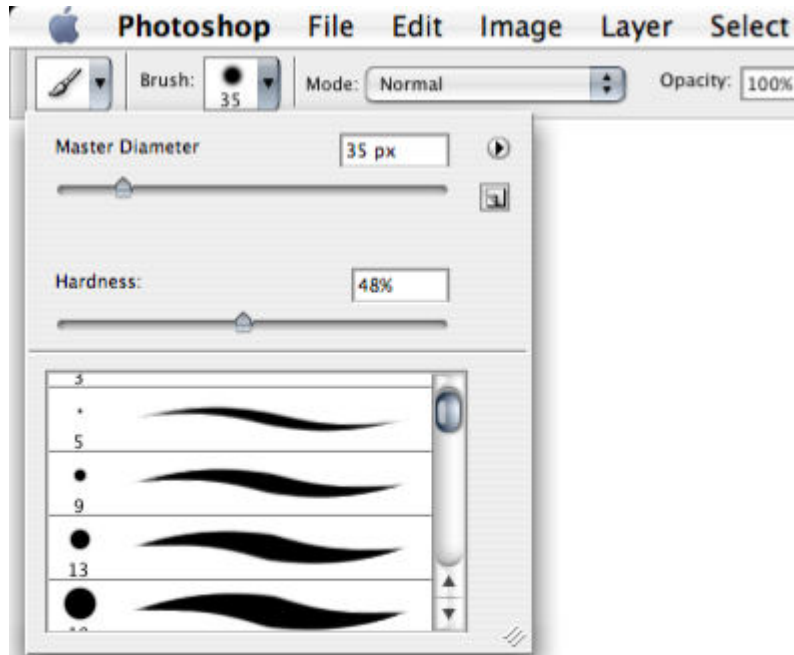 Photoshop File Edit Image Layer Select
Brush: 35 Mode: Normal Opacity: 100%
Master Diameter 35 px
Hardness: 48%
3
5
9
13